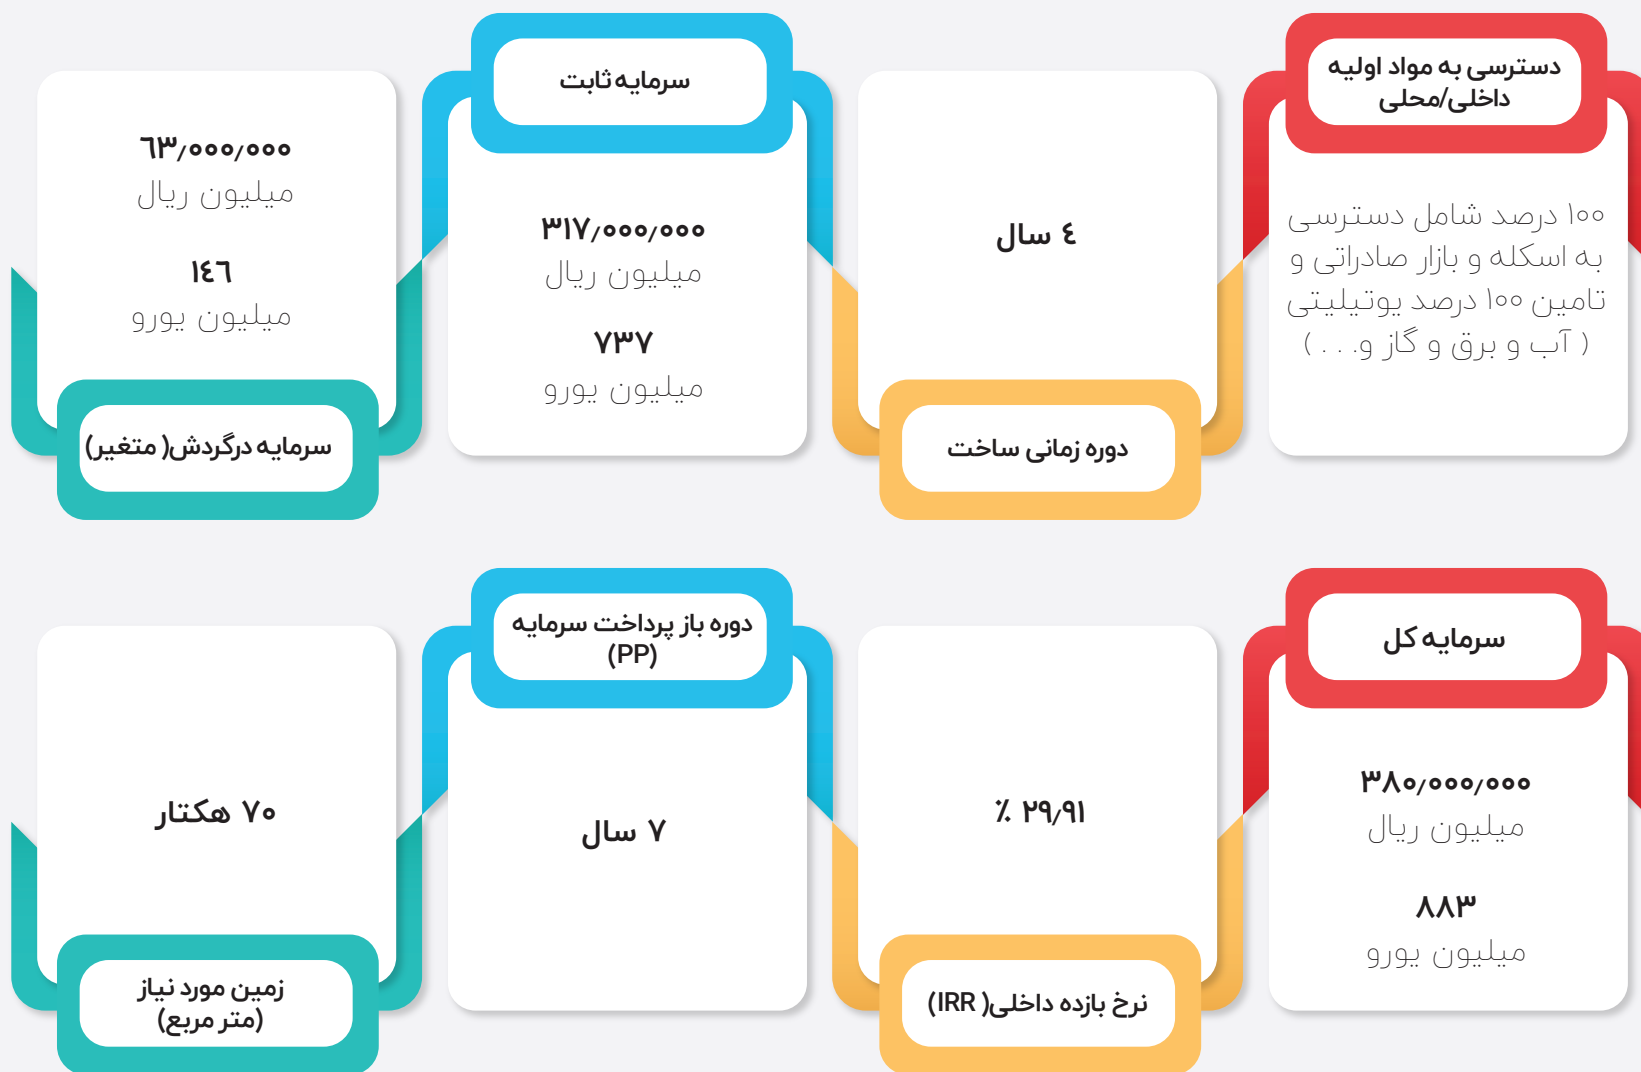 دسترسی به مواد اولیه
داخلی/محلی
۱۰۰ درصد شامل دسترسی
به اسکله و بازار صادراتی و
تامین ۱۰۰ درصد یوتیلیتی
( آب و برق و گاز و. . . )
٤ سال
دوره زمانی ساخت
سرمایه ثابت
۳۱۷٫۰۰۰٫۰۰۰
میلیون ریال
۷۳۷
میلیون یورو
٦۳٫۰۰۰٫۰۰۰
میلیون ریال
۱٤٦
میلیون یورو
سرمایه درگردش( متغیر)
سرمایه کل
۳۸۰٫۰۰۰٫۰۰۰
میلیون ریال
۸۸۳
میلیون یورو
۲۹٫۹۱ ٪
نرخ بازده داخلی( IRR)
دوره باز پرداخت سرمایه
(PP)
۷ سال
۷۰ هکتار
زمین مورد نیاز
(متر مربع)